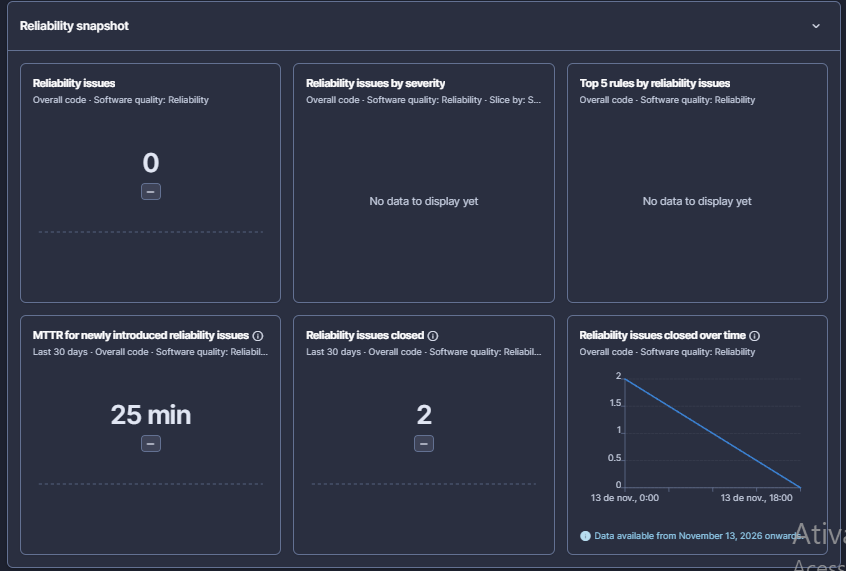 Reliability snapshot
Reliability issues
Overall code · Software quality: Reliability
0
Reliability issues by severity
Overall code · Software quality: Reliability · Slice by: S...
No data to display yet
Top 5 rules by reliability issues
Overall code · Software quality: Reliability
No data to display yet
MTTR for newly introduced reliability issues
Last 30 days · Overall code · Software quality: Reliabil...
25 min
Reliability issues closed
Last 30 days · Overall code · Software quality: Reliabil...
2
Reliability issues closed over time
Overall code · Software quality: Reliability
2
1.5
1
0.5
0
13 de nov., 0:00 13 de nov., 18:00
Data available from November 13, 2026 onwards.
Ativa
Acess